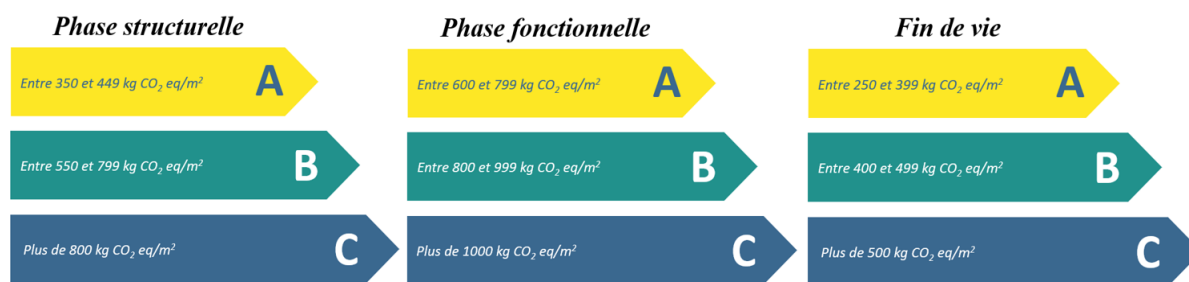 Phase structurelle
Entre 350 et 449 kg CO₂ eq/m² A
Entre 550 et 799 kg CO₂ eq/m² B
Plus de 800 kg CO₂ eq/m² C
Phase fonctionnelle
Entre 600 et 799 kg CO₂ eq/m² A
Entre 800 et 999 kg CO₂ eq/m² B
Plus de 1000 kg CO₂ eq/m² C
Fin de vie
Entre 250 et 399 kg CO₂ eq/m² A
Entre 400 et 499 kg CO₂ eq/m² B
Plus de 500 kg CO₂ eq/m² C